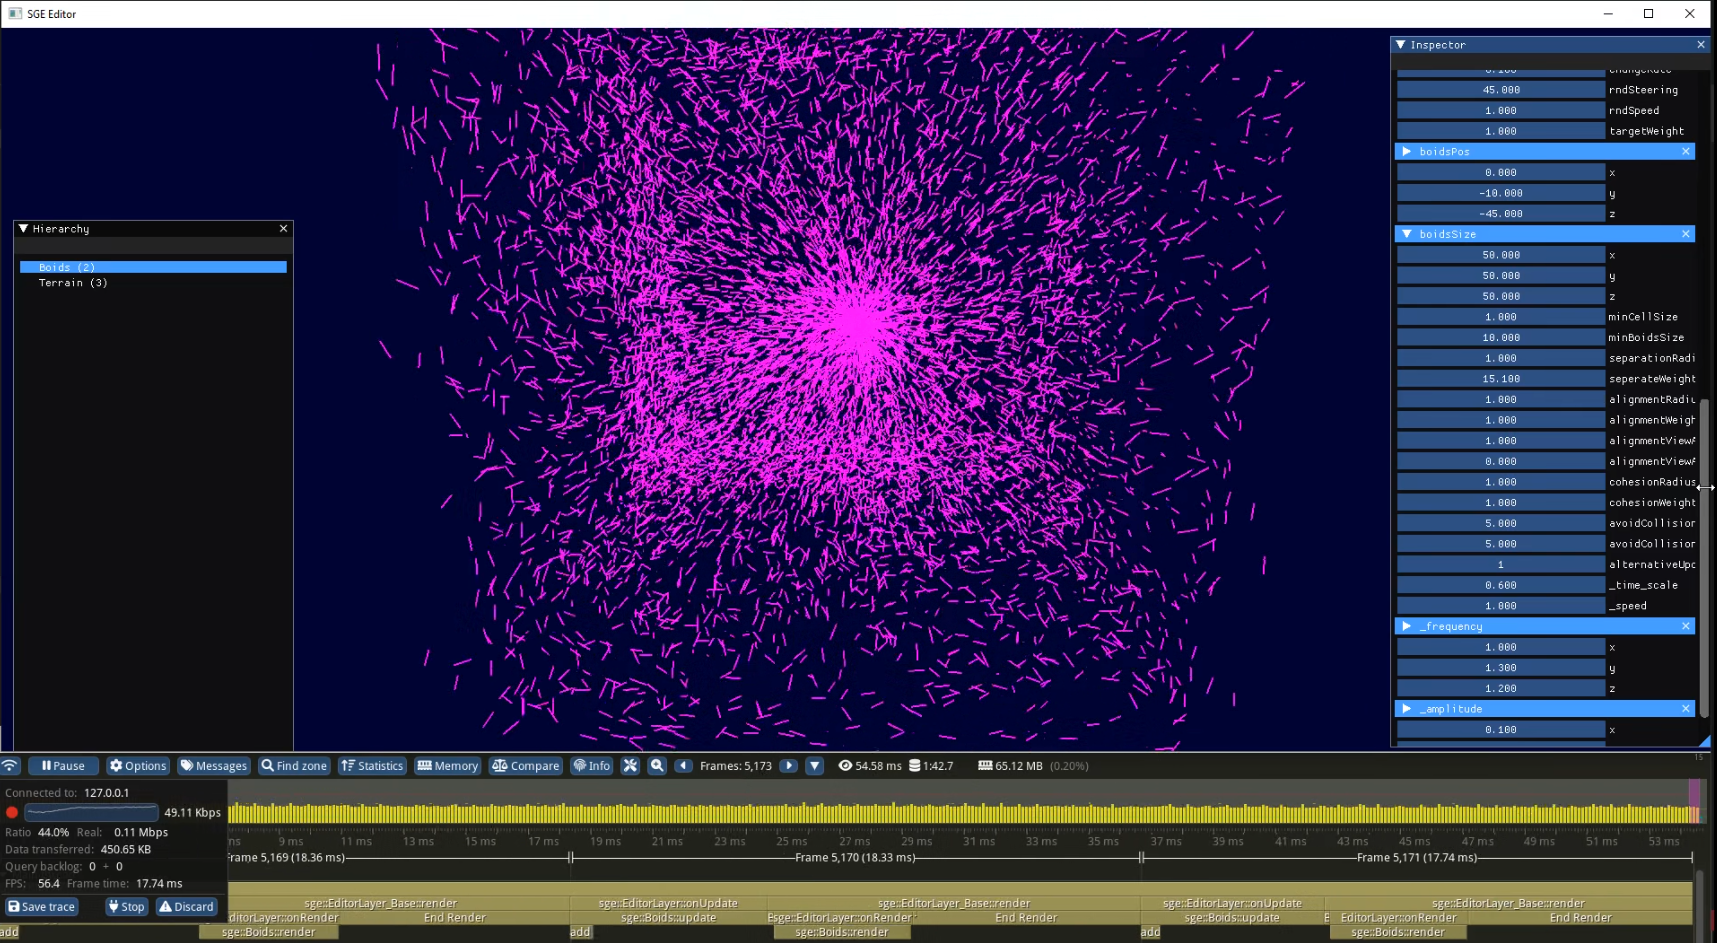 SGE Editor
Inspector
45.000 rndSteering
1.000 rndSpeed
1.000 targetWeight
boidsPos
0.000 x
-10.000 y
-45.000 z
boidsSize
50.000 x
50.000 y
50.000 z
1.000 minCellSize
10.000 minBoidsSize
1.000 separationRadi
15.100 seperateWeight
1.000 alignmentRadiu
1.000 alignmentWeigh
1.000 alignmentViewA
0.000 alignmentViewA
1.000 cohesionRadius
1.000 cohesionWeight
5.000 avoidCollision
5.000 avoidCollision
1 alternativeUpd
0.600 _time_scale
1.000 _speed
_frequency
1.000 x
1.300 y
1.200 z
_amplitude
0.100 x
Hierarchy
Boids (2)
Terrain (3)
Pause Options Messages Find zone Statistics Memory Compare Info Frames: 5,173 54.58 ms 1:42.7 65.12 MB (0.20%)
1s
Connected to: 127.0.0.1
49.11 Kbps
Ratio 44.0% Real: 0.11 Mbps
Data transferred: 450.65 KB
Query backlog: 0 + 0
FPS: 56.4 Frame time: 17.74 ms
Save trace Stop Discard
ns 9 ms 11 ms 13 ms 15 ms 17 ms 19 ms 21 ms 23 ms 25 ms 27 ms 29 ms 31 ms 33 ms 35 ms 37 ms 39 ms 41 ms 43 ms 45 ms 47 ms 49 ms 51 ms 53 ms
Frame 5,169 (18.36 ms) Frame 5,170 (18.33 ms) Frame 5,171 (17.74 ms)
sge::EditorLayer_Base::render sge::EditorLayer::onUpdate sge::EditorLayer_Base::render sge::EditorLayer::onUpdate sge::EditorLayer_Base::render
ditorLayer::onRender End Render sge::Boids::update sge::EditorLayer::onRender End Render sge::Boids::update EditorLayer::onRender End Render
add sge::Boids::render add sge::Boids::render add sge::Boids::render